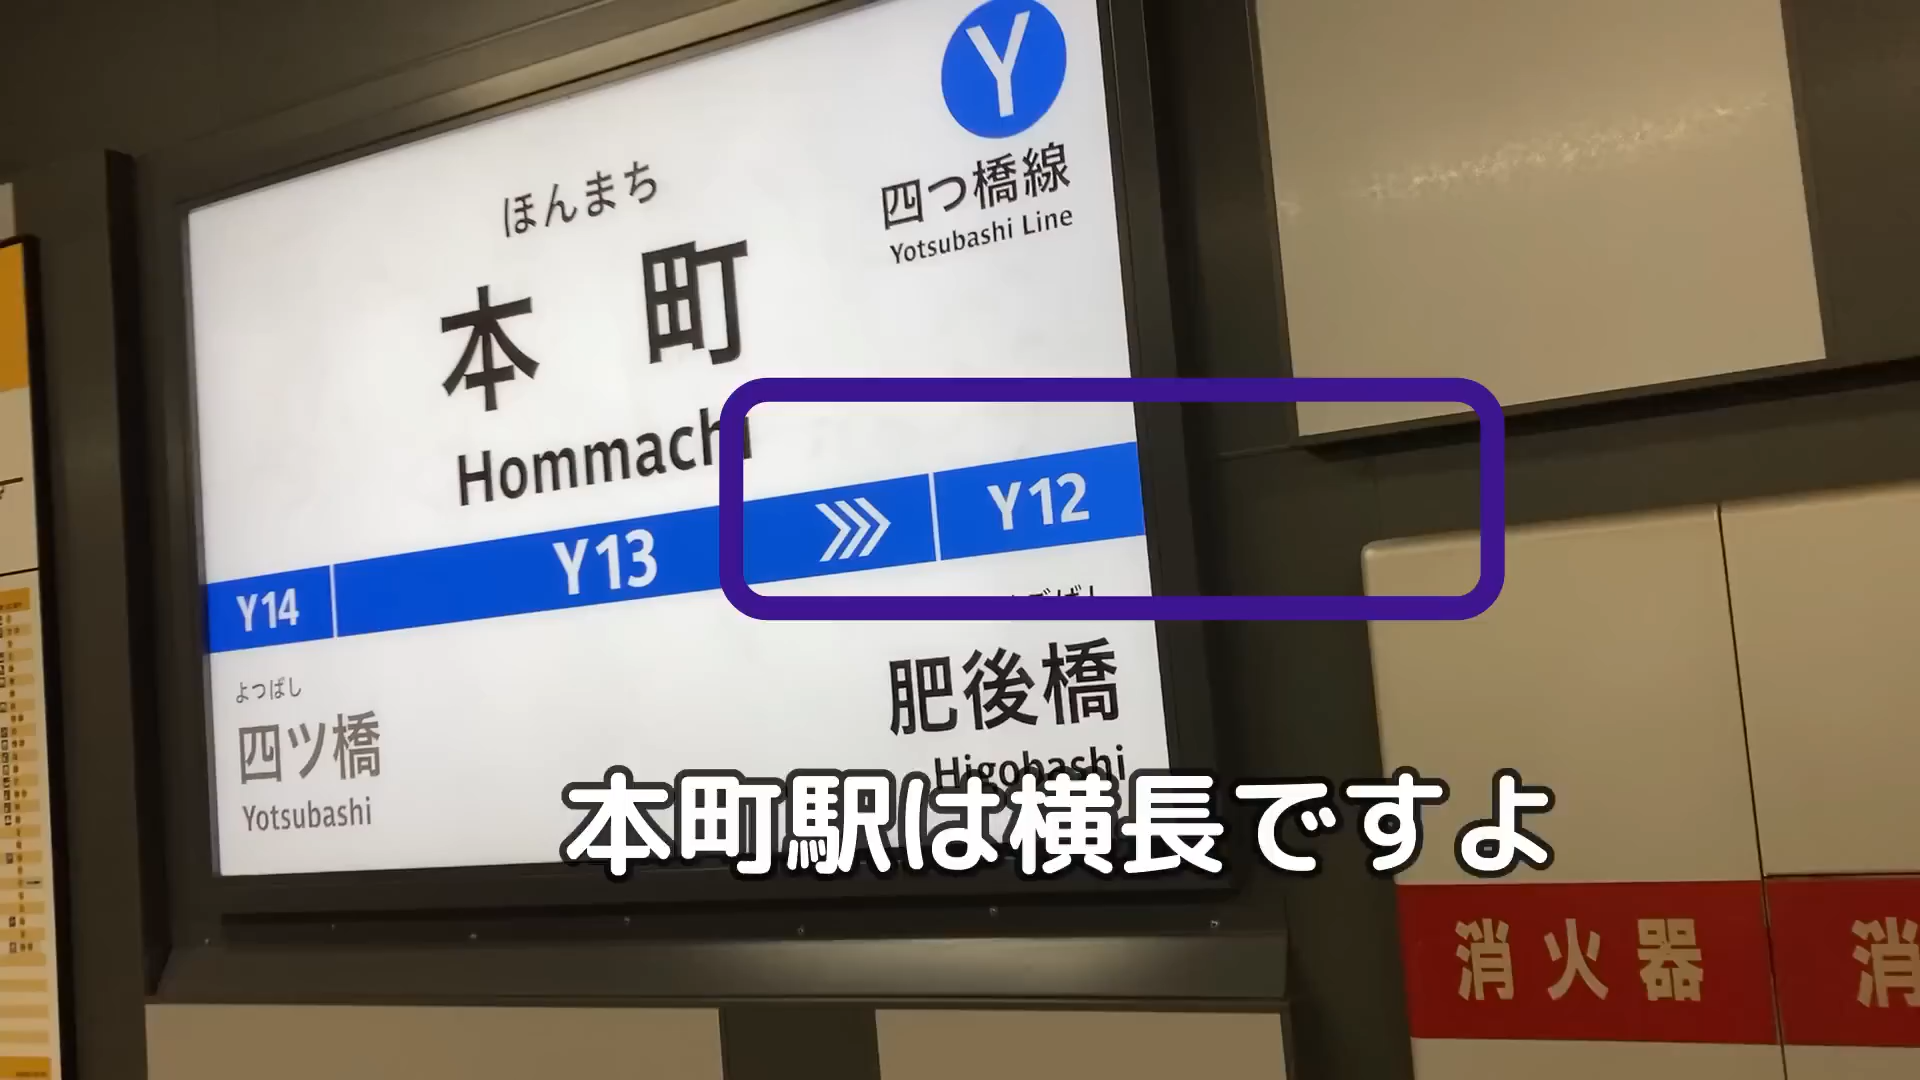 Y
四つ橋線
Yotsubashi Line
ほんまち
本町
Hommachi
Y14
Y13
Y12
よつばし
四ツ橋
Yotsubashi
肥後橋
Higobashi
本町駅は横長ですよ
消火器
消